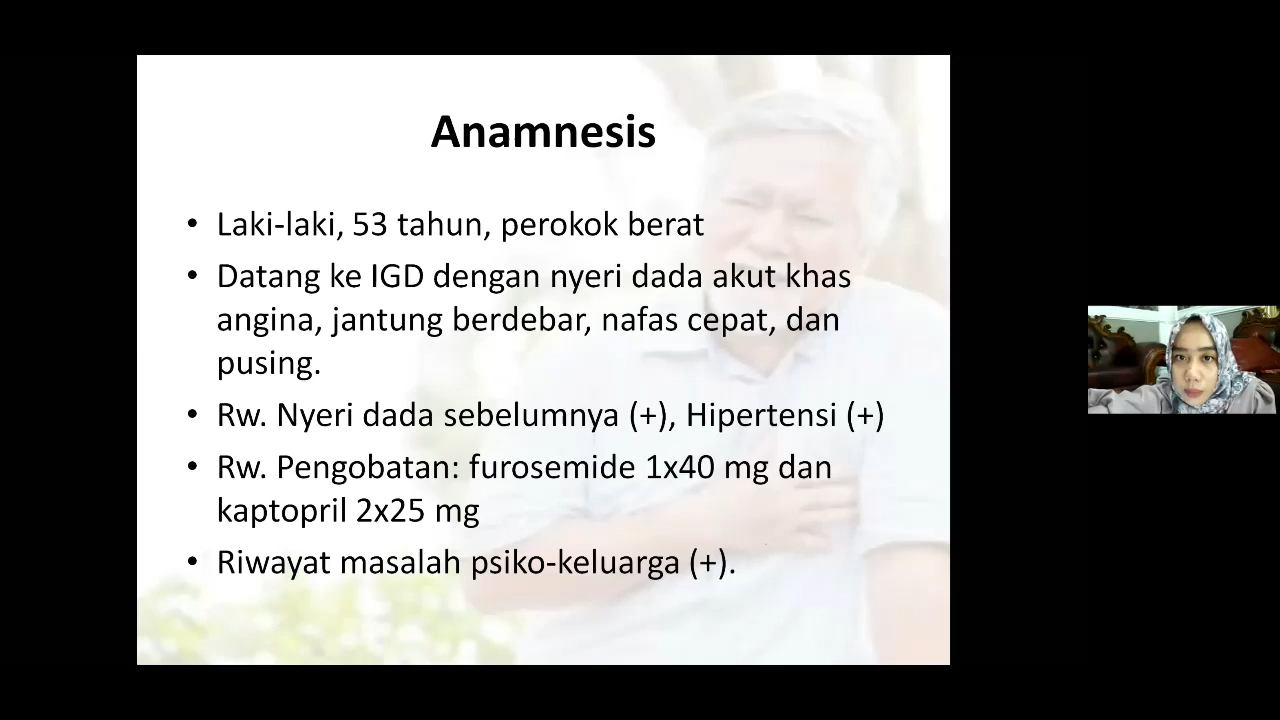 Anamnesis
• Laki-laki, 53 tahun, perokok berat
• Datang ke IGD dengan nyeri dada akut khas
angina, jantung berdebar, nafas cepat, dan
pusing.
• Rw. Nyeri dada sebelumnya (+), Hipertensi (+)
• Rw. Pengobatan: furosemide 1x40 mg dan
kaptopril 2x25 mg
• Riwayat masalah psiko-keluarga (+).